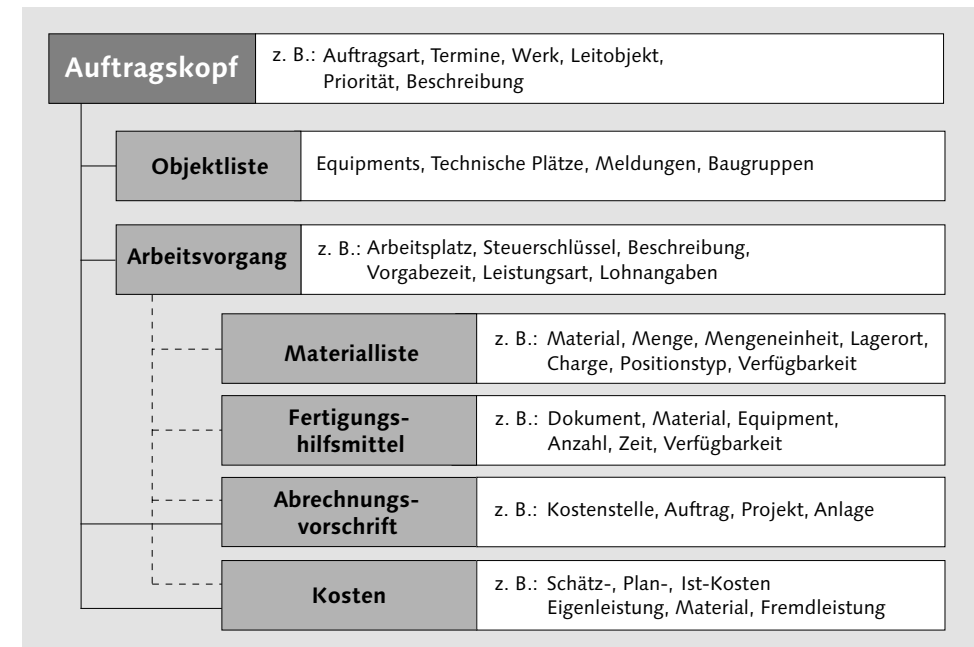 Auftragskopf
z. B.: Auftragsart, Termine, Werk, Leitobjekt,
Priorität, Beschreibung
Objektliste
Equipments, Technische Plätze, Meldungen, Baugruppen
Arbeitsvorgang
z. B.: Arbeitsplatz, Steuerschlüssel, Beschreibung,
Vorgabezeit, Leistungsart, Lohnangaben
Materialliste
z. B.: Material, Menge, Mengeneinheit, Lagerort,
Charge, Positionstyp, Verfügbarkeit
Fertigungs-
hilfsmittel
z. B.: Dokument, Material, Equipment,
Anzahl, Zeit, Verfügbarkeit
Abrechnungs-
vorschrift
z. B.: Kostenstelle, Auftrag, Projekt, Anlage
Kosten
z. B.: Schätz-, Plan-, Ist-Kosten
Eigenleistung, Material, Fremdleistung